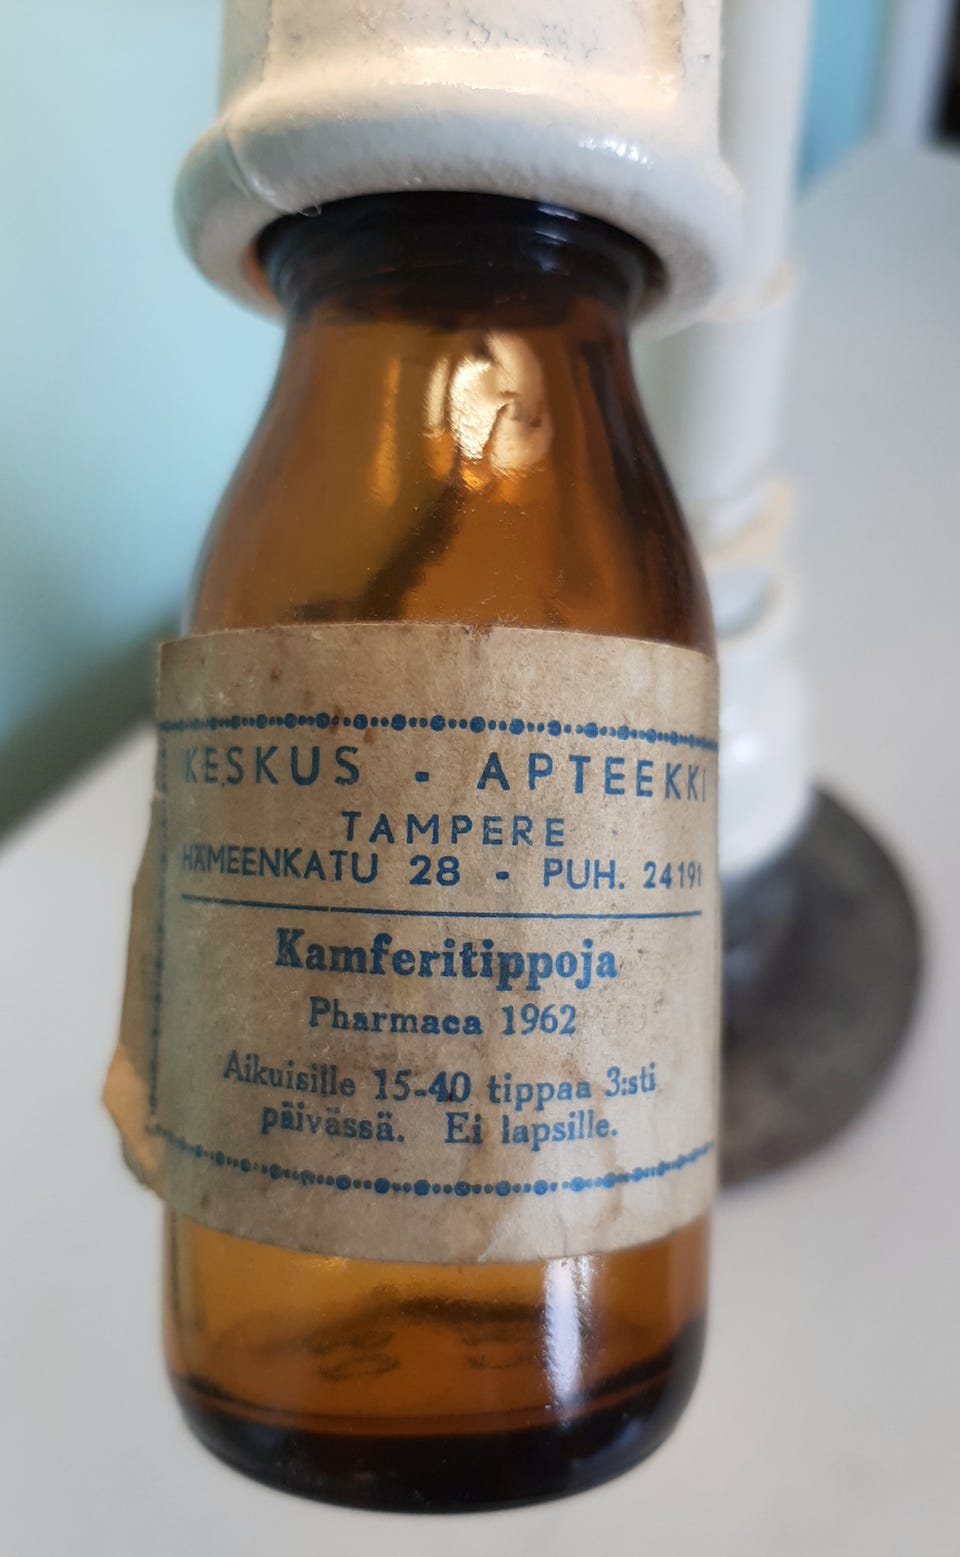 KESKUS - APTEEKKI
TAMPERE
HÄMEENKATU 28 - PUH. 24191
Kamferitippoja
Pharmaca 1962
Aikuisille 15-40 tippaa 3:sti
päivässä. Ei lapsille.